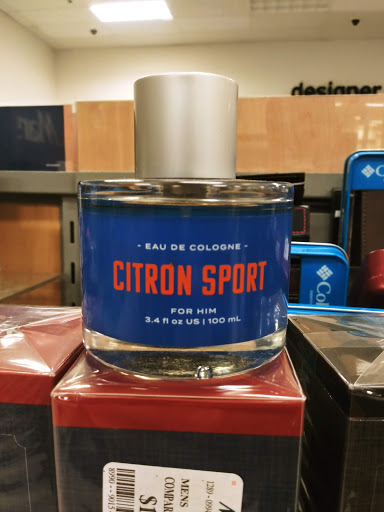 designer
- EAU DE COLOGNE -
CITRON SPORT
FOR HIM
3.4 fl oz US | 100 mL
MENS
COMPAR